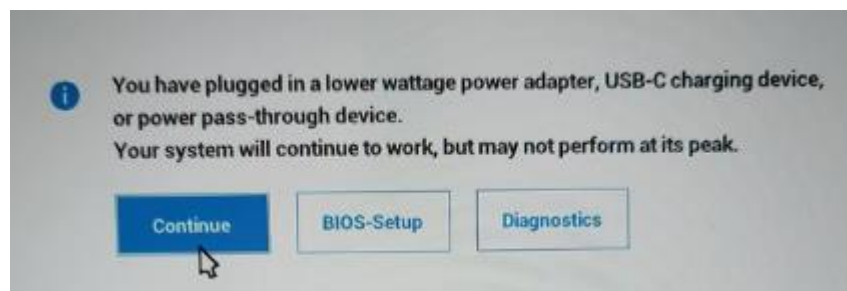 You have plugged in a lower wattage power adapter, USB-C charging device,
or power pass-through device.
Your system will continue to work, but may not perform at its peak.
Continue
BIOS-Setup
Diagnostics